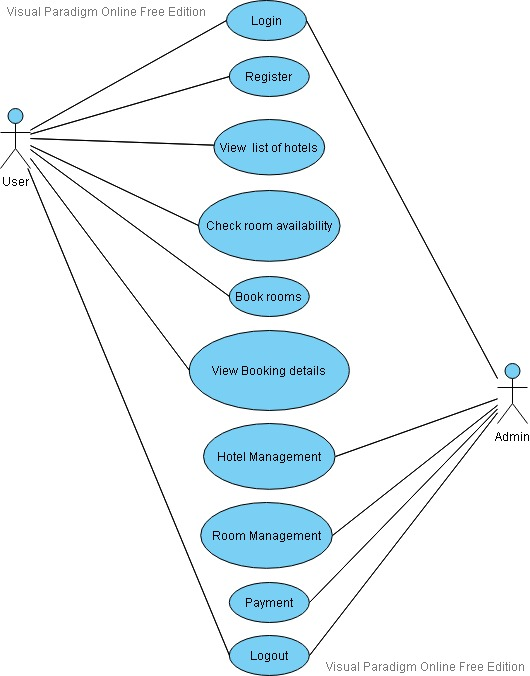 Visual Paradigm Online Free Edition
Login
Register
View list of hotels
User
Check room availability
Book rooms
View Booking details
Admin
Hotel Management
Room Management
Payment
Logout
Visual Paradigm Online Free Edition